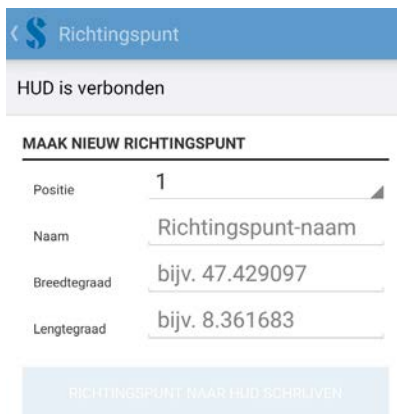 Richtingspunt
HUD is verbonden
MAAK NIEUW RICHTINGSPUNT
Positie 1
Naam Richtingspunt-naam
Breedtegraad bijv. 47.429097
Lengtegraad bijv. 8.361683
RICHTINGSPUNT NAAR HUD SCHRIJVEN